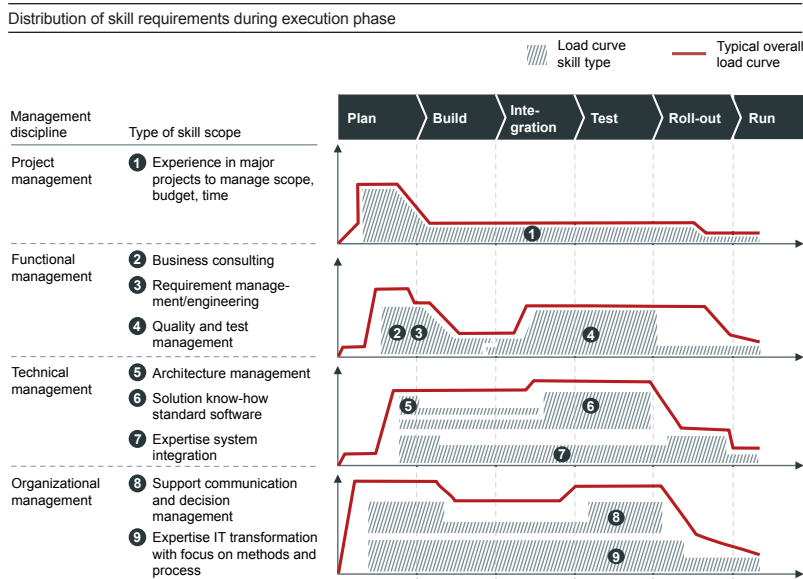 Distribution of skill requirements during execution phase
Load curve
skill type
Typical overall
load curve
Management
discipline
Type of skill scope
Plan
Build
Inte-
gration
Test
Roll-out
Run
Project
management
1 Experience in major
projects to manage scope,
budget, time
1
Functional
management
2 Business consulting
3 Requirement manage-
ment/engineering
4 Quality and test
management
2 3 4
Technical
management
5 Architecture management
6 Solution know-how
standard software
7 Expertise system
integration
5 6
7
Organizational
management
8 Support communication
and decision
management
9 Expertise IT transformation
with focus on methods and
process
8
9